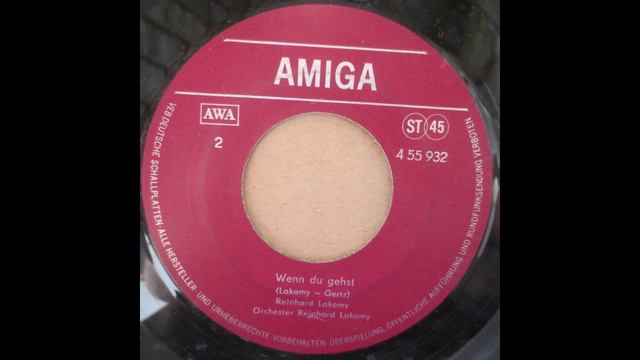 AMIGA
AWA
ST 45
2
4 55 932
Wenn du gehst
(Lakomy – Gertz)
Reinhard Lakomy
Orchester Reinhard Lakomy
VEB DEUTSCHE SCHALLPLATTEN · ALLE HERSTELLER- UND URHEBERRECHTE VORBEHALTEN · ÜBERSPIELUNG, ÖFFENTLICHE AUFFÜHRUNG UND RUNDFUNKSENDUNG VERBOTEN